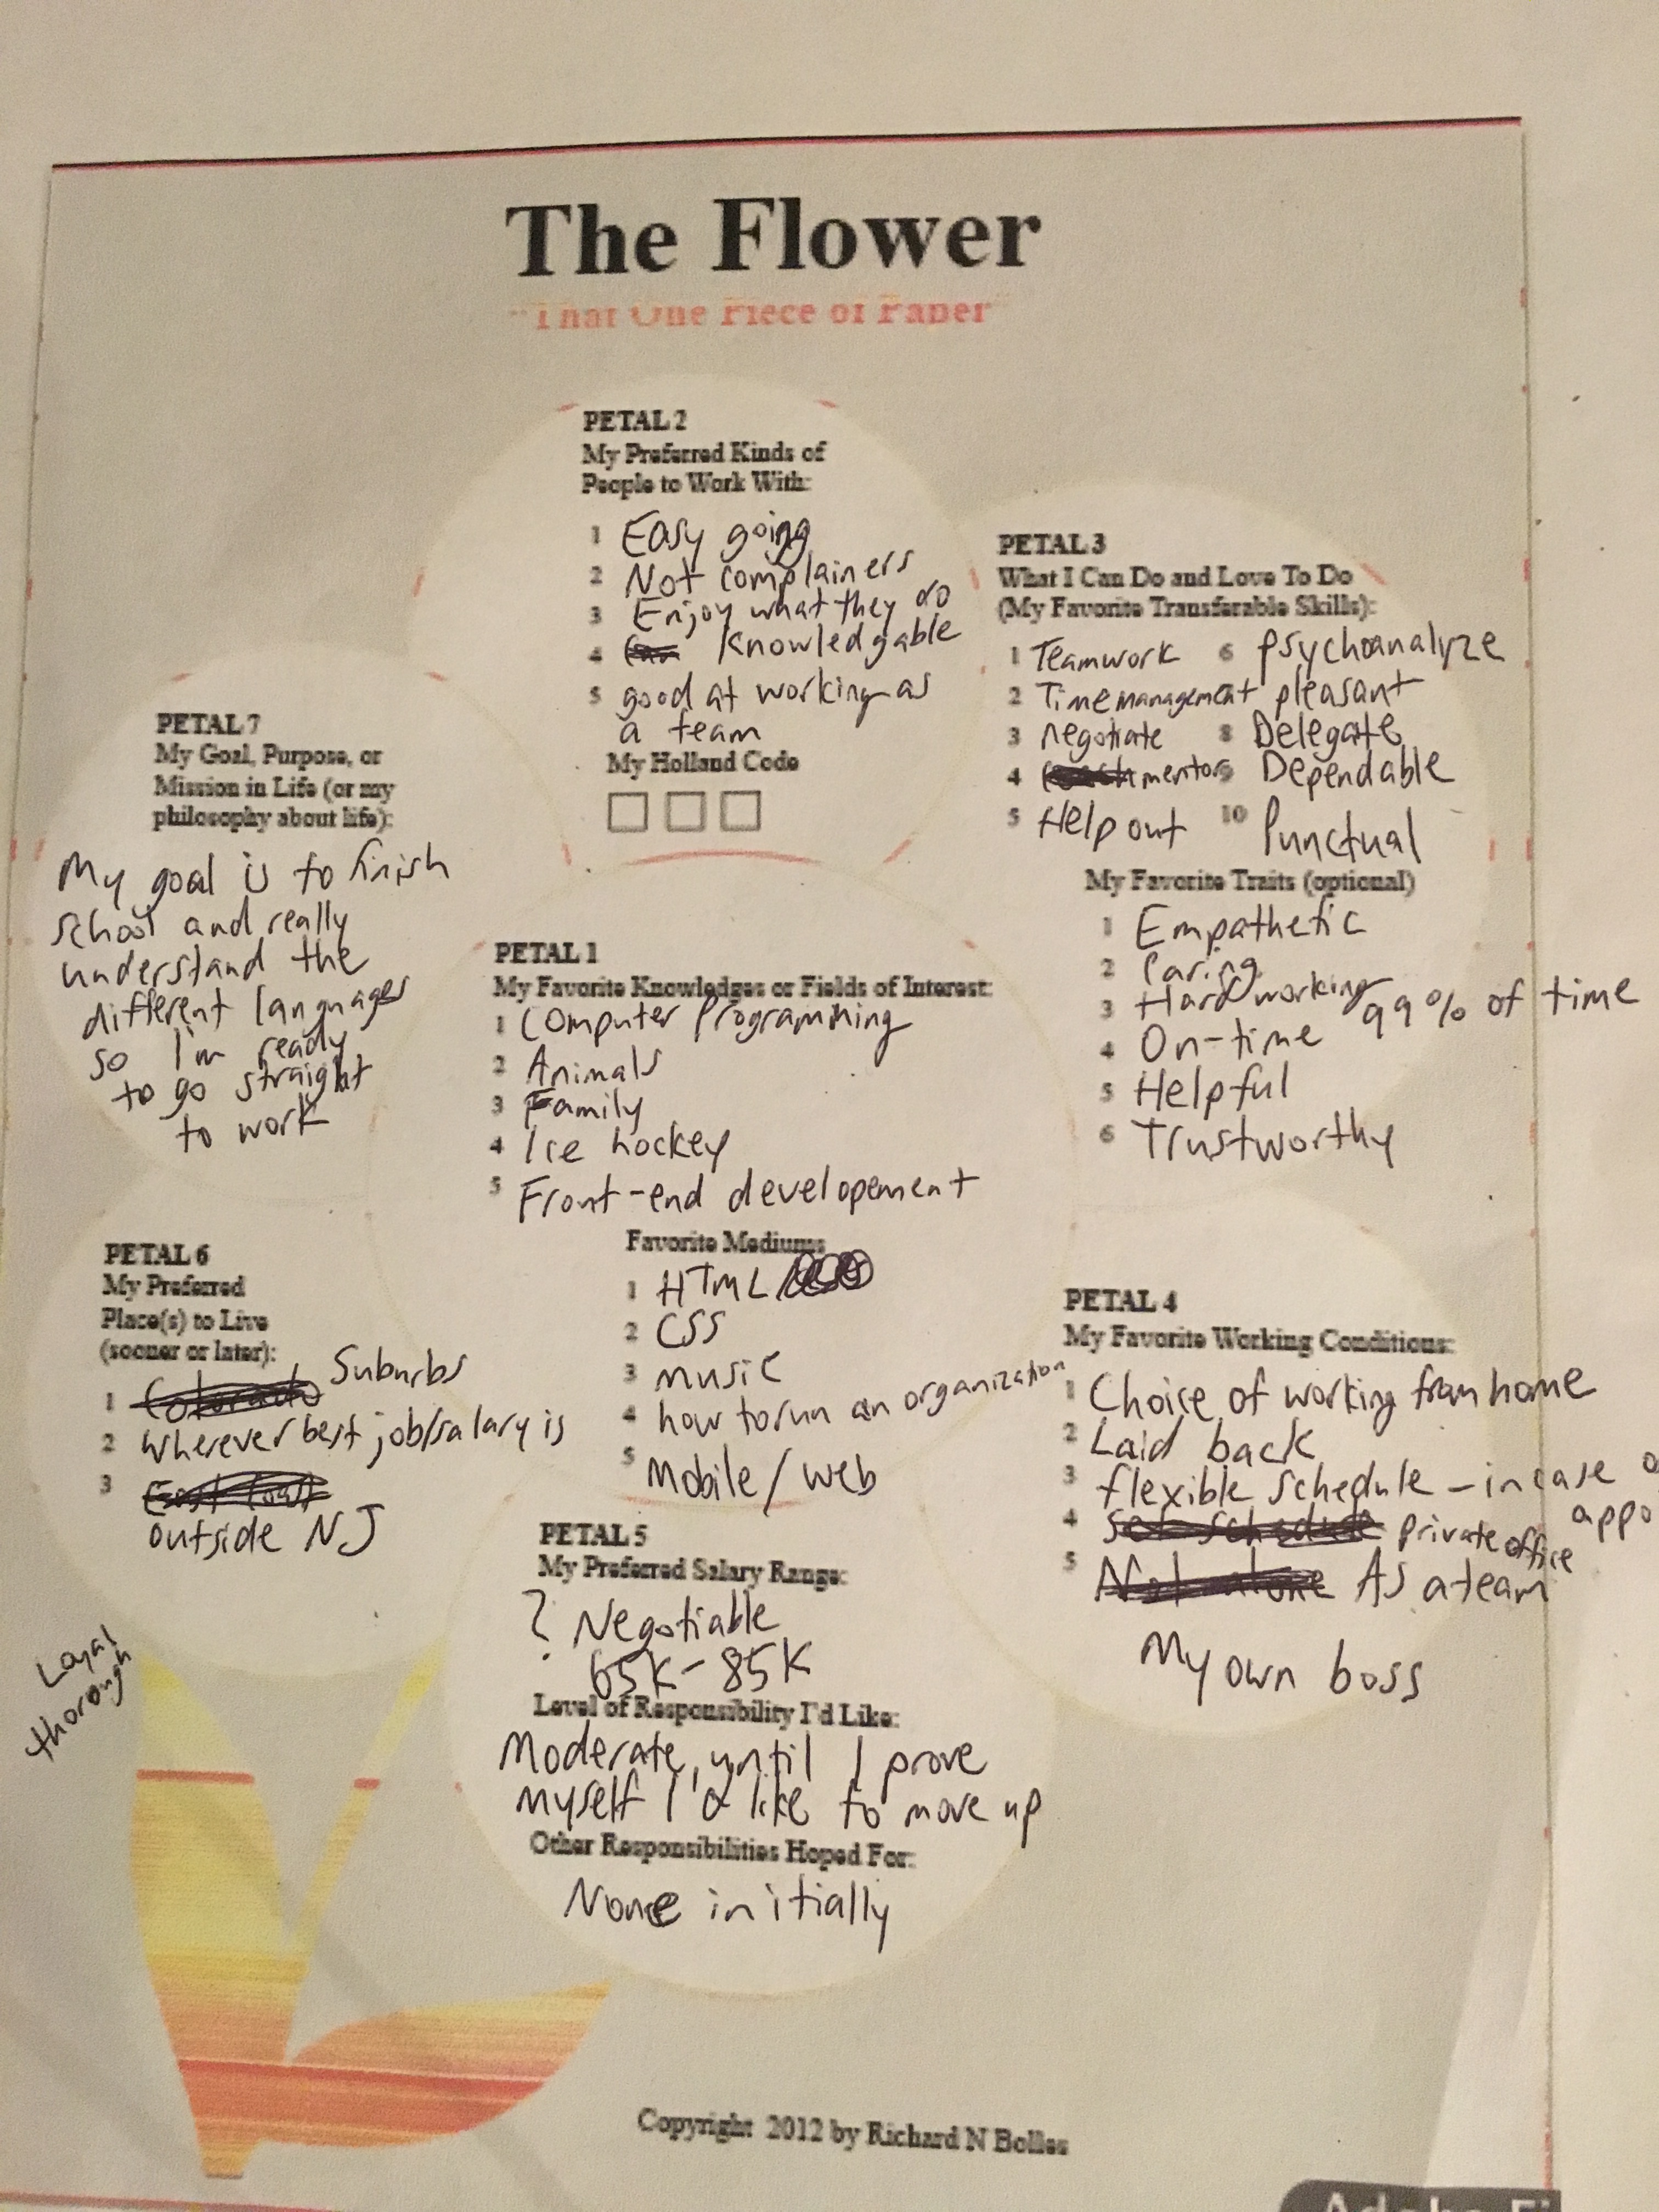 The Flower
"That One Piece of Paper"
PETAL 2
My Preferred Kinds of
People to Work With:
1 Easy going
2 Not complainers
3 Enjoy what they do
4 Knowledgable
5 good at working as
a team
My Holland Code
PETAL 3
What I Can Do and Love To Do
(My Favorite Transferable Skills):
1 Teamwork 6 Psychoanalyze
2 Time management pleasant
3 negotiate 8 Delegate
4 mentor 9 Dependable
5 Help out 10 Punctual
My Favorite Traits (optional)
1 Empathetic
2 Caring
3 Hard working 99% of time
4 On-time
5 Helpful
6 Trustworthy
PETAL 7
My Goal, Purpose, or
Mission in Life (or my
philosophy about life):
My goal is to finish
school and really
understand the
different languages
so I'm ready
to go straight
to work
PETAL 1
My Favorite Knowledges or Fields of Interest:
1 Computer Programming
2 Animals
3 Family
4 Ice hockey
5 Front-end developement
Favorite Mediums
1 HTML
2 CSS
3 music
4 how to run an organization
5 Mobile/web
PETAL 6
My Preferred
Place(s) to Live
(sooner or later):
1 Colorado Suburbs
2 Wherever best job/salary is
3 East Coast
outside NJ
PETAL 4
My Favorite Working Conditions:
1 Choice of working from home
2 Laid back
3 flexible schedule - in case
appo
4 set schedule private office
5 Not alone As a team
My own boss
PETAL 5
My Preferred Salary Range:
? Negotiable
65K-85K
Level of Responsibility I'd Like:
Moderate, until I prove
myself I'd like to move up
Other Responsibilities Hoped For:
None initially
Loyal
thorough
Copyright 2012 by Richard N Bolles